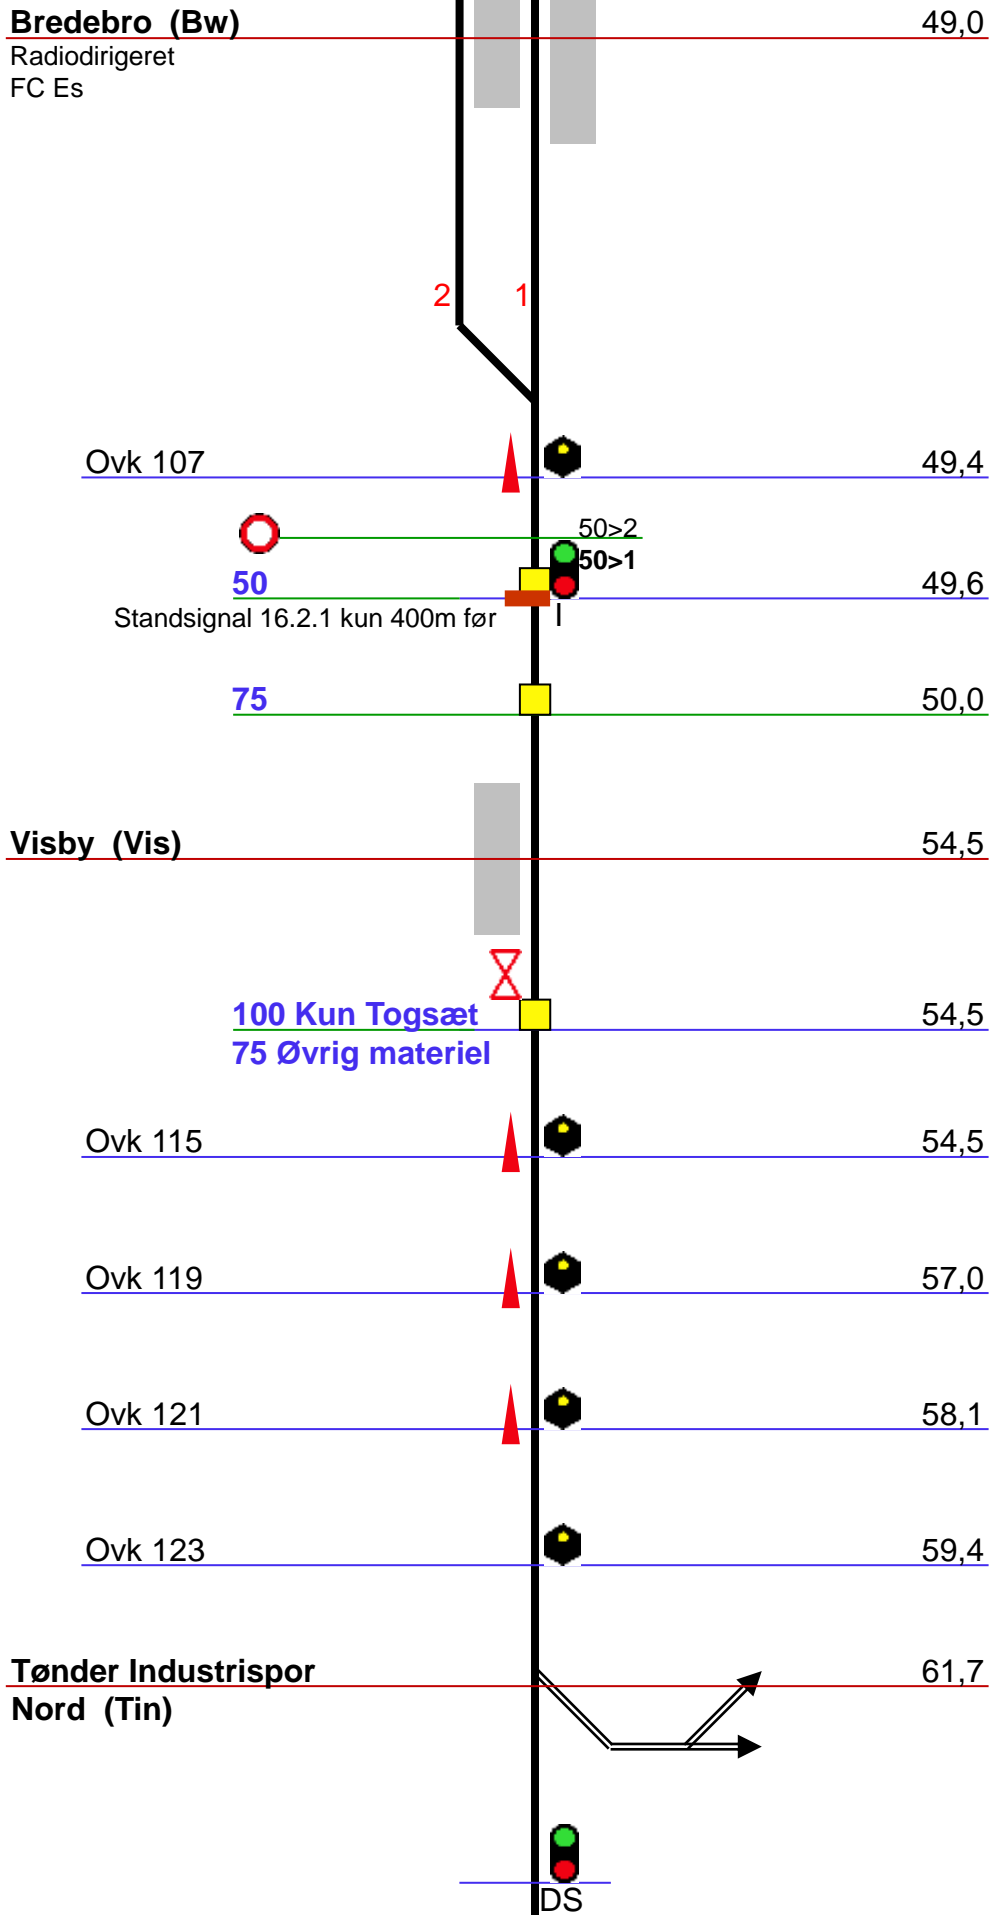 Bredebro (Bw) 49,0
Radiodirigeret
FC Es
2 1
Ovk 107 49,4
50>2
50>1
50 49,6
Standsignal 16.2.1 kun 400m før I
75 50,0
Visby (Vis) 54,5
100 Kun Togsæt 54,5
75 Øvrig materiel
Ovk 115 54,5
Ovk 119 57,0
Ovk 121 58,1
Ovk 123 59,4
Tønder Industrispor 61,7
Nord (Tin)
DS